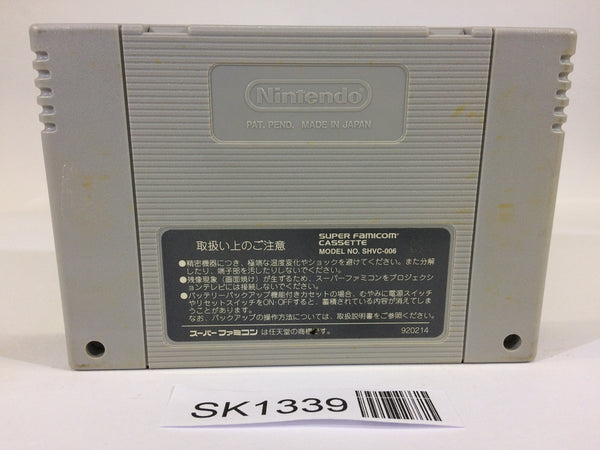 Nintendo
PAT. PEND. MADE IN JAPAN
取扱い上のご注意
SUPER FAMICOM
CASSETTE
MODEL NO. SHVC-006
●精密機器につき、極端な温度変化やショックを避けてください。また分解
したり、端子部を汚したりしないでください。
●残像現象（画面焼け）が生ずるため、スーパーファミコンをプロジェクシ
ョンテレビには接続しないでください。
●バッテリーバックアップ機能付きカセットの場合、むやみに電源スイッチ
やリセットスイッチをON・OFFすると、蓄積されている内容が消えてしま
うことがあります。
なお、バックアップの操作方法については、取扱説明書をご参照ください。
スーパーファミコンは任天堂の商標です。
920214
SK1339